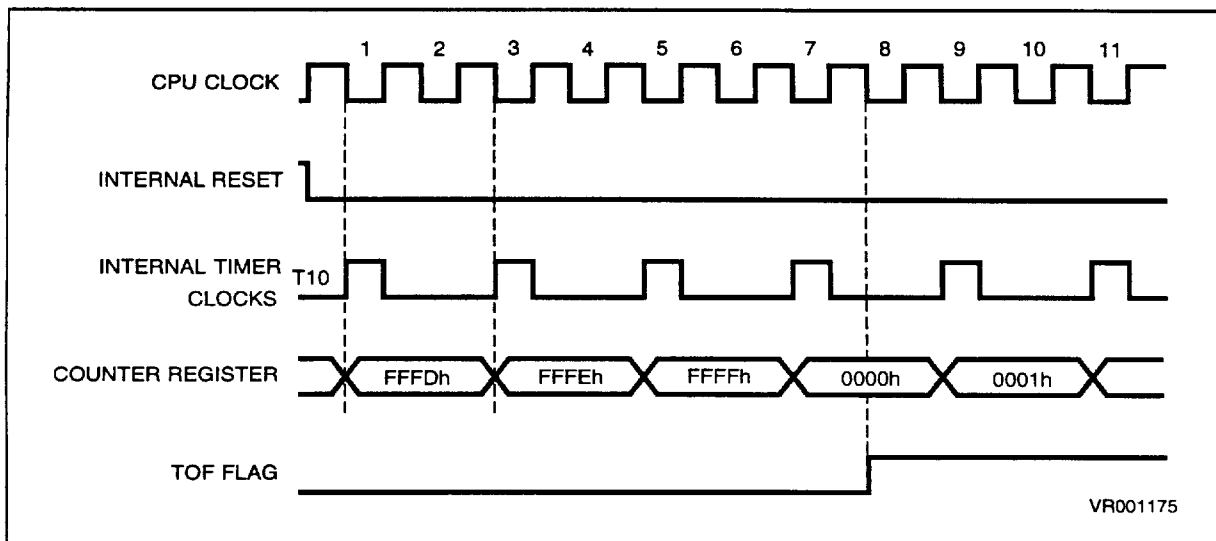 1 2 3 4 5 6 7 8 9 10 11
CPU CLOCK
INTERNAL RESET
INTERNAL TIMER
CLOCKS
T10
COUNTER REGISTER
FFFDh FFFEh FFFFh 0000h 0001h
TOF FLAG
VR001175